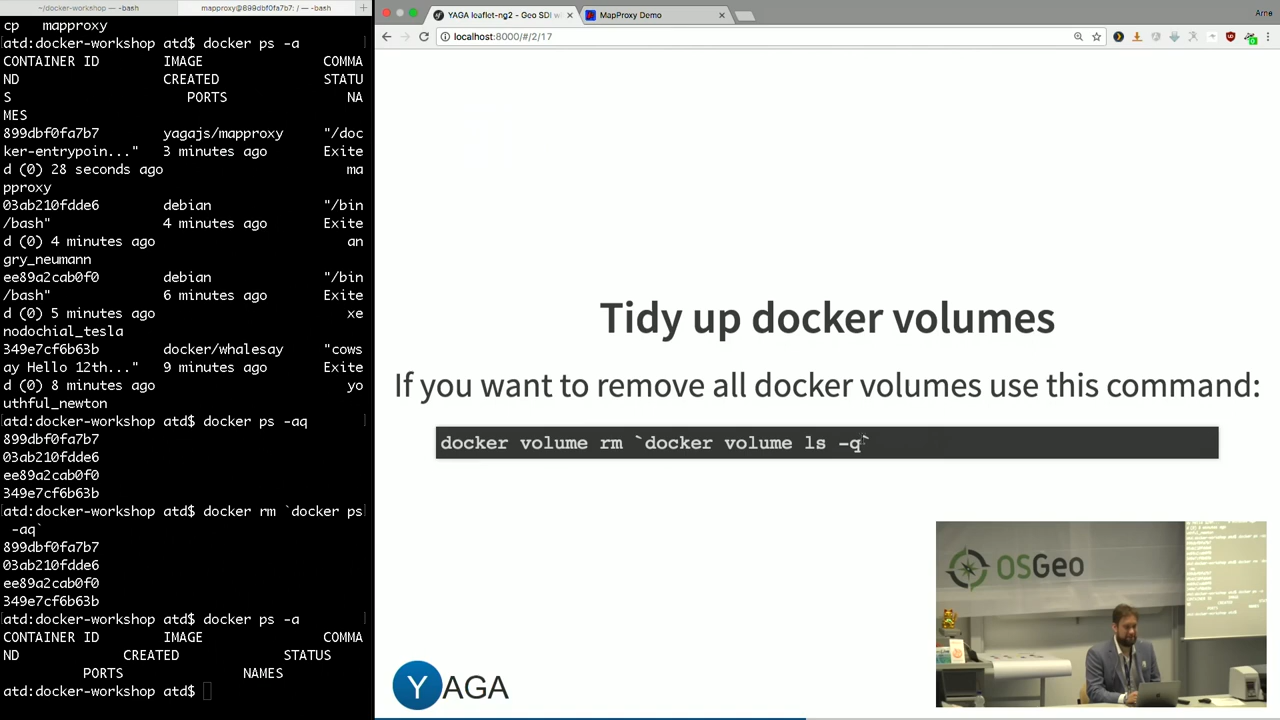 ~/docker-workshop — -bash
mapproxy@899dbf0fa7b7: / — -bash
cp   mapproxy
[atd:docker-workshop atd$ docker ps -a
CONTAINER ID        IMAGE               COMMA
ND                  CREATED             STATU
S                      PORTS               NA
MES
899dbf0fa7b7        yagajs/mapproxy     "/doc
ker-entrypoin..."   3 minutes ago       Exite
d (0) 28 seconds ago                       ma
pproxy
03ab210fdde6        debian              "/bin
/bash"              4 minutes ago       Exite
d (0) 4 minutes ago                        an
gry_neumann
ee89a2cab0f0        debian              "/bin
/bash"              6 minutes ago       Exite
d (0) 5 minutes ago                        xe
nodochial_tesla
349e7cf6b63b        docker/whalesay     "cows
ay Hello 12th..."   9 minutes ago       Exite
d (0) 8 minutes ago                        yo
uthful_newton
[atd:docker-workshop atd$ docker ps -aq
899dbf0fa7b7
03ab210fdde6
ee89a2cab0f0
349e7cf6b63b
[atd:docker-workshop atd$ docker rm `docker ps
 -aq`
899dbf0fa7b7
03ab210fdde6
ee89a2cab0f0
349e7cf6b63b
[atd:docker-workshop atd$ docker ps -a
CONTAINER ID        IMAGE               COMMA
ND             CREATED             STATUS
          PORTS               NAMES
atd:docker-workshop atd$
YAGA leaflet-ng2 - Geo SDI wi
MapProxy Demo
Arne
localhost:8000/#/2/17
Tidy up docker volumes
If you want to remove all docker volumes use this command:
docker volume rm `docker volume ls -q`
OSGeo
YAGA